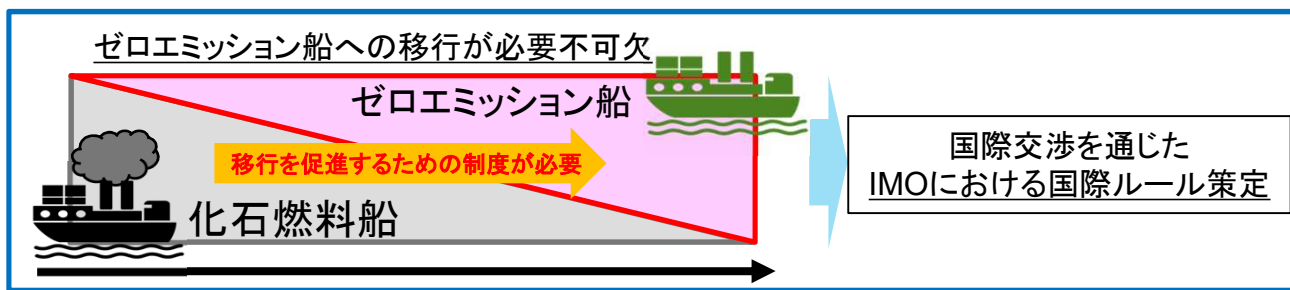 ゼロエミッション船への移行が必要不可欠
ゼロエミッション船
移行を促進するための制度が必要
化石燃料船
国際交渉を通じた
IMOにおける国際ルール策定